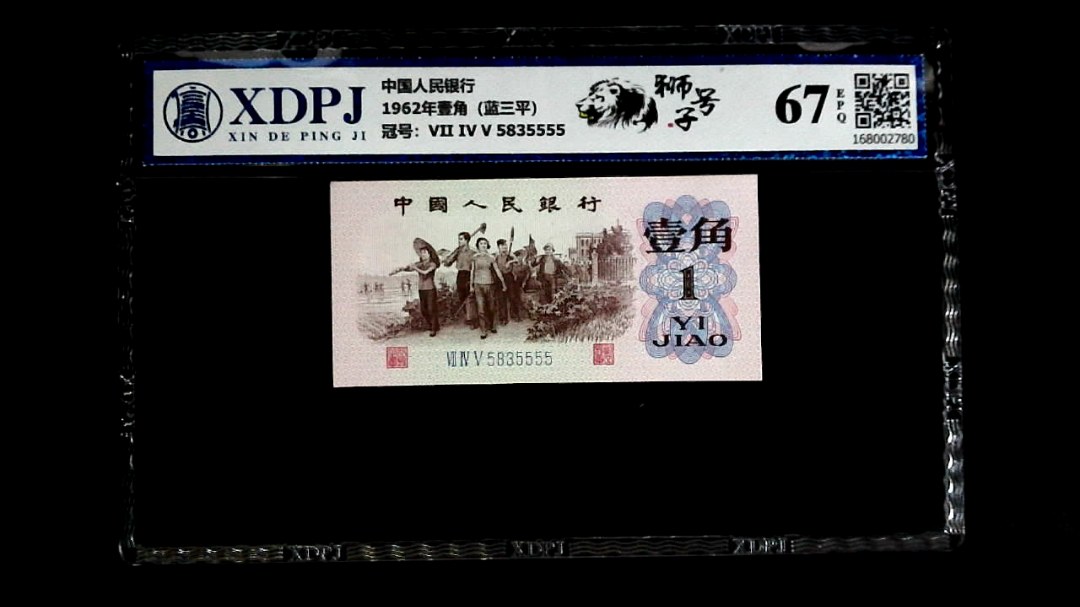 XDPJ
XIN DE PING JI
中国人民银行
1962年壹角（蓝三平）
冠号：VII IV V 5835555
狮子号
67
EPQ
168002780
中國人民銀行
壹角
1
YI
JIAO
VII IV V 5835555
XDPJ
XDPJ
XDPJ